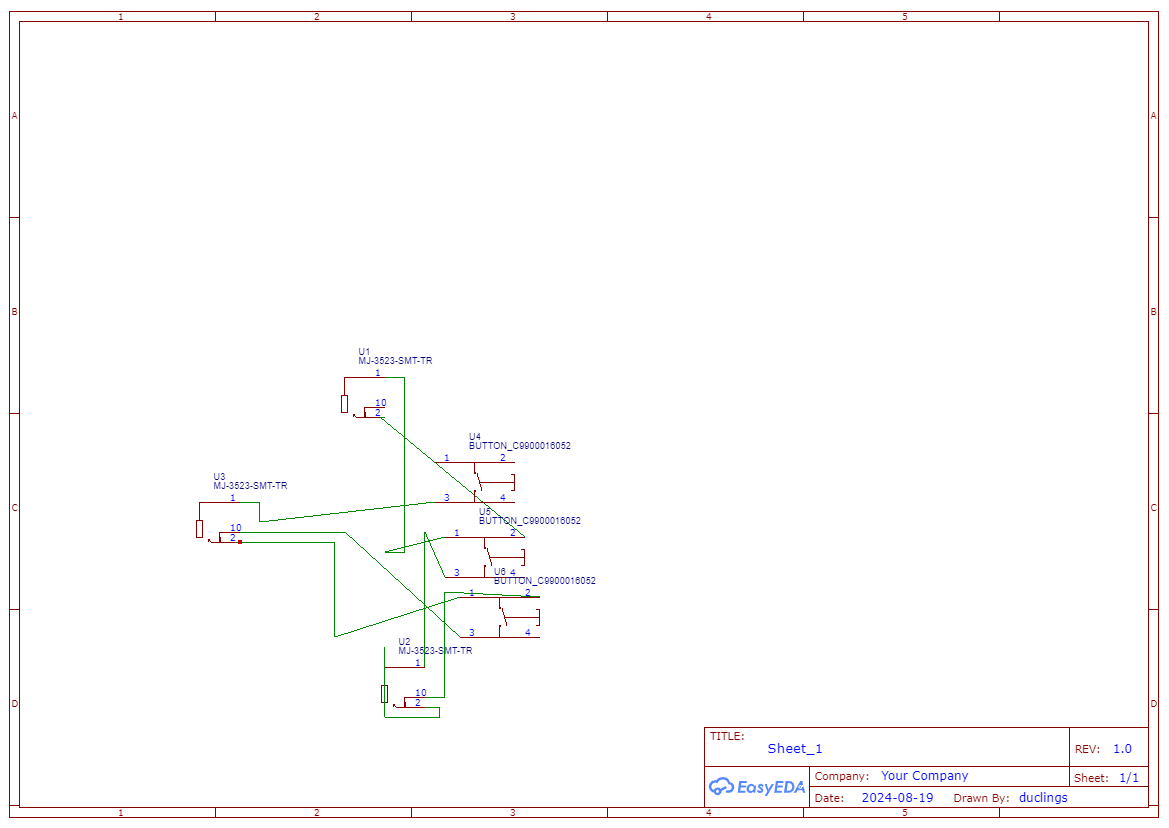 1 2 3 4 5
A A
B B
U1
MJ-3523-SMT-TR
1
10
2
U4
BUTTON_C9900016052
1 2
3 4
U3
MJ-3523-SMT-TR
1
10
2
C C
U5
BUTTON_C9900016052
1 2
3 4
U6
BUTTON_C9900016052
1 2
3 4
U2
MJ-3523-SMT-TR
1
10
2
D D
TITLE:
Sheet_1
REV: 1.0
EasyEDA
Company: Your Company
Sheet: 1/1
Date: 2024-08-19 Drawn By: duclings
1 2 3 4 5